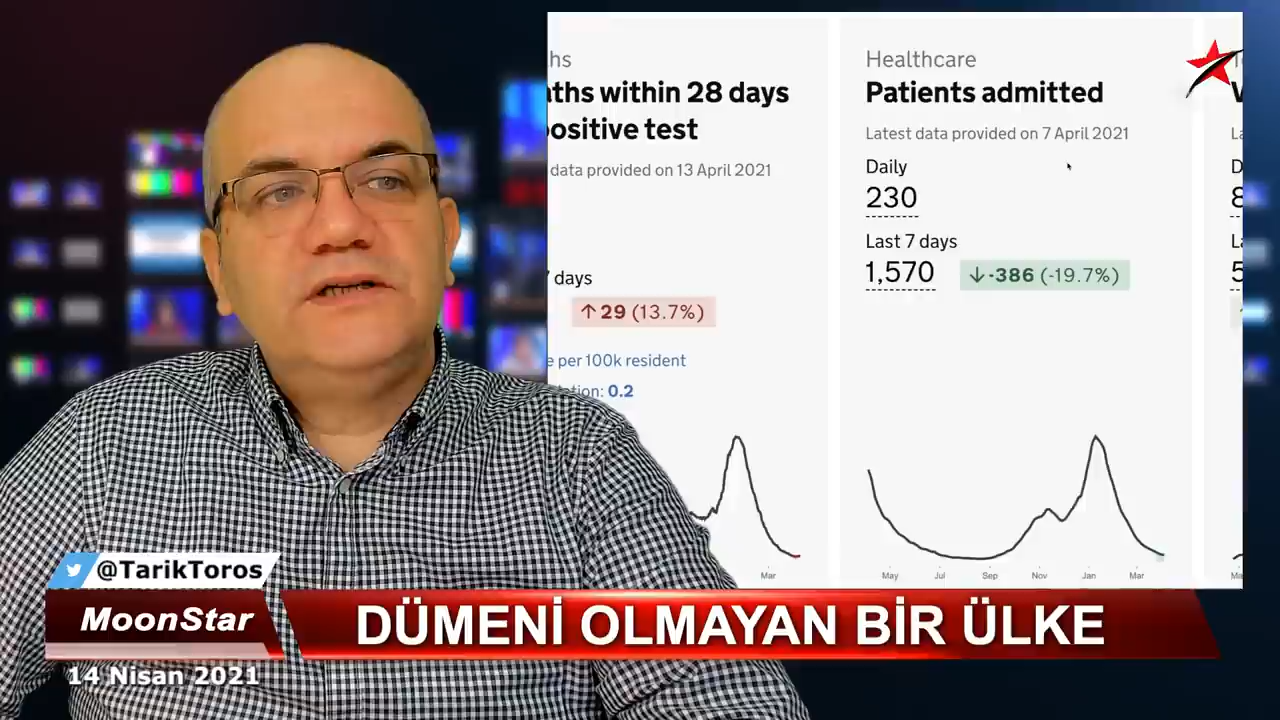 ths
aths within 28 days
positive test
data provided on 13 April 2021
7 days
↑ 29 (13.7%)
e per 100k resident
ation: 0.2
Mar
Healthcare
Patients admitted
Latest data provided on 7 April 2021
Daily
230
Last 7 days
1,570 ↓ -386 (-19.7%)
May Jul Sep Nov Jan Mar
@TarikToros
MoonStar
DÜMENİ OLMAYAN BİR ÜLKE
14 Nisan 2021